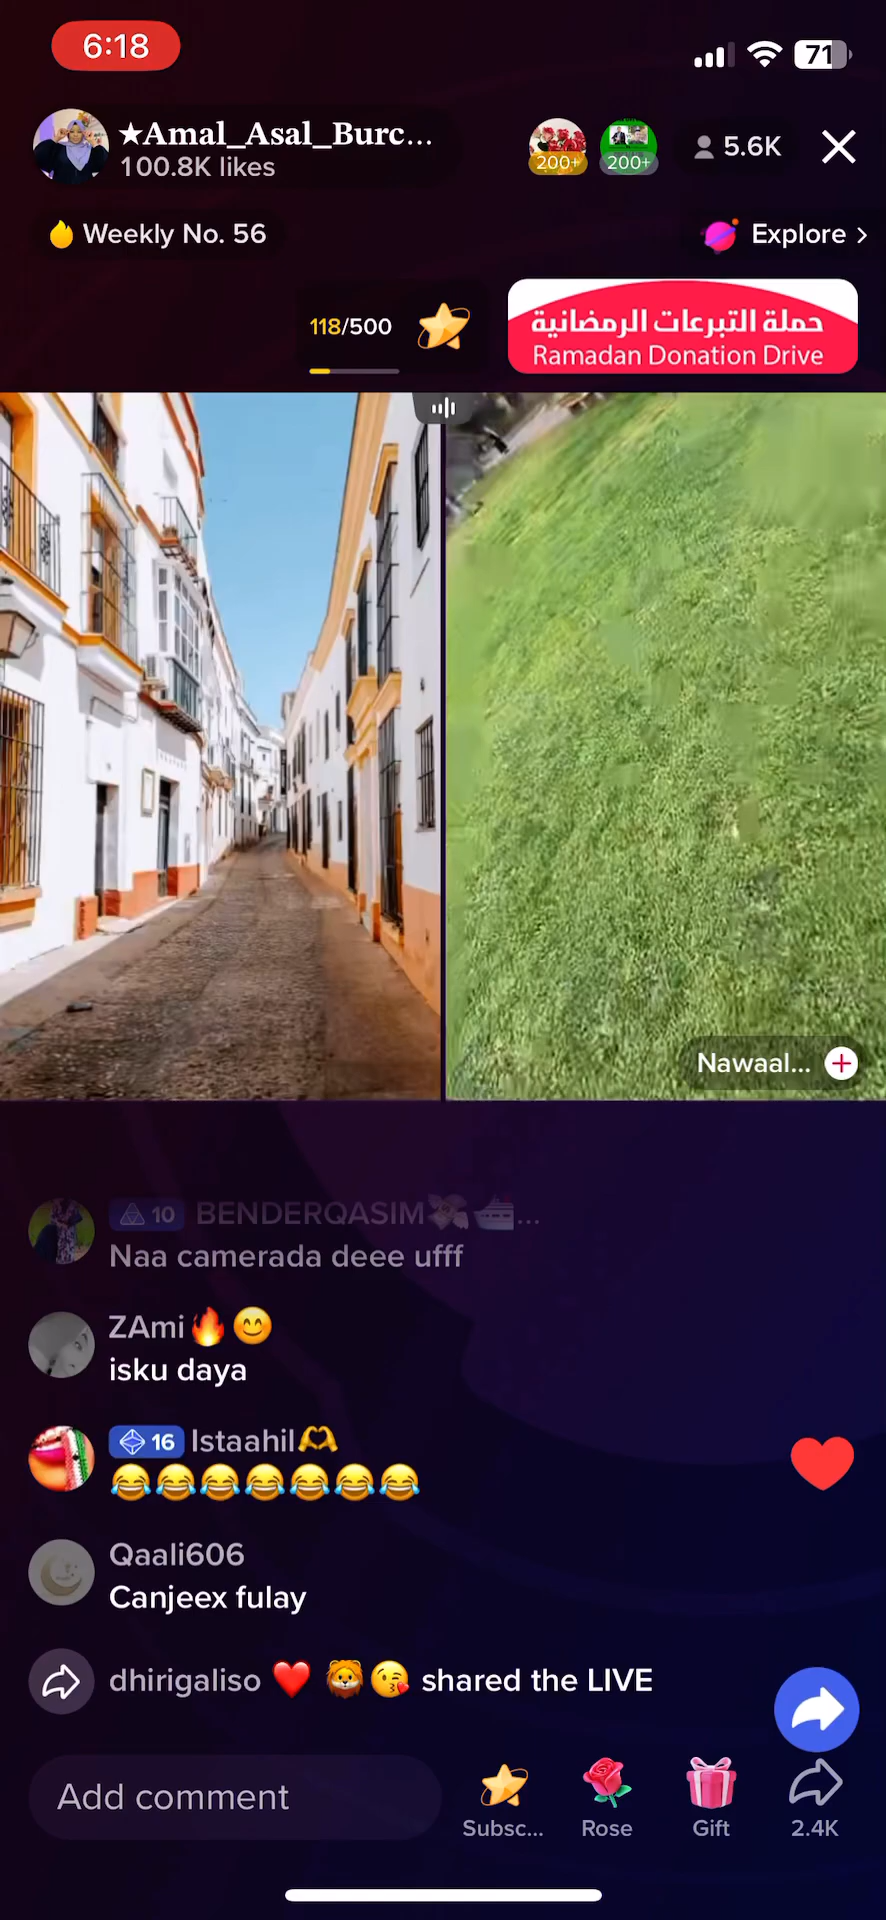 6:18
71
★Amal_Asal_Burc...
100.8K likes
200+
200+
5.6K
Weekly No. 56
Explore >
118/500
حملة التبرعات الرمضانية
Ramadan Donation Drive
Nawaal...
10 BENDERQASIM💸🛳️...
Naa camerada deee ufff
ZAmi🔥😊
isku daya
16 Istaahil🫶
😂😂😂😂😂😂😂
Qaali606
Canjeex fulay
dhirigaliso ❤️ 🦁😘 shared the LIVE
Add comment
Subsc...
Rose
Gift
2.4K